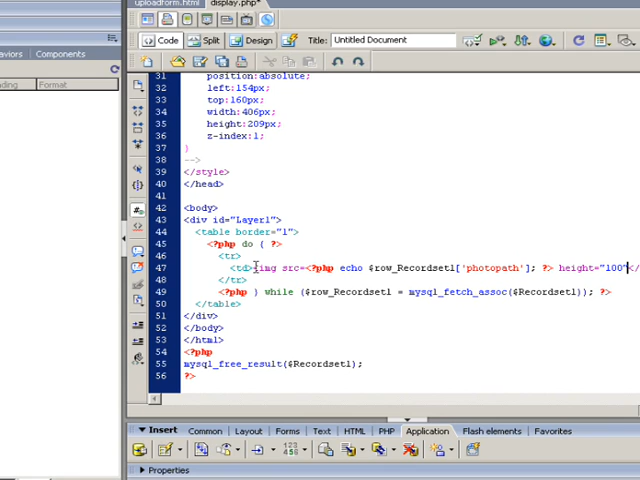 uploadform.html display.php*
Code Split Design Title: Untitled Document
aviors Components
ding Format
31 position:absolute;
32 left:154px;
33 top:160px;
34 width:406px;
35 height:209px;
36 z-index:1;
37 }
38 -->
39 </style>
40 </head>
41
42 <body>
43 <div id="Layer1">
44 <table border="1">
45 <?php do { ?>
46 <tr>
47 <td><img src=<?php echo $row_Recordset1['photopath']; ?> height="100"</
48 </tr>
49 <?php } while ($row_Recordset1 = mysql_fetch_assoc($Recordset1)); ?>
50 </table>
51 </div>
52 </body>
53 </html>
54 <?php
55 mysql_free_result($Recordset1);
56 ?>
Insert Common Layout Forms Text HTML PHP Application Flash elements Favorites
Properties